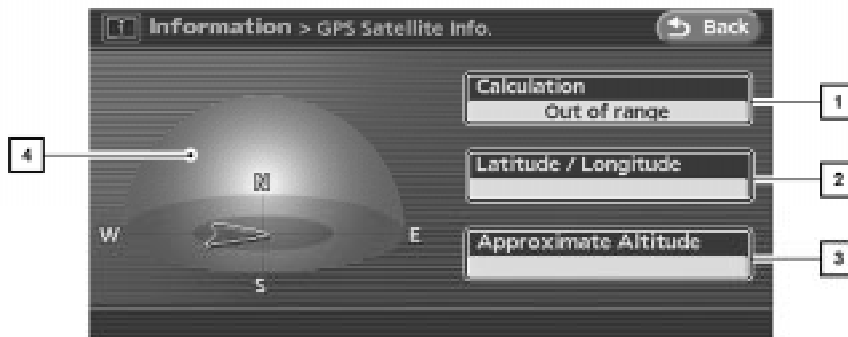 i Information > GPS Satellite Info.
Back
Calculation
Out of range
1
Latitude / Longitude
2
Approximate Altitude
3
4
N
W
E
S